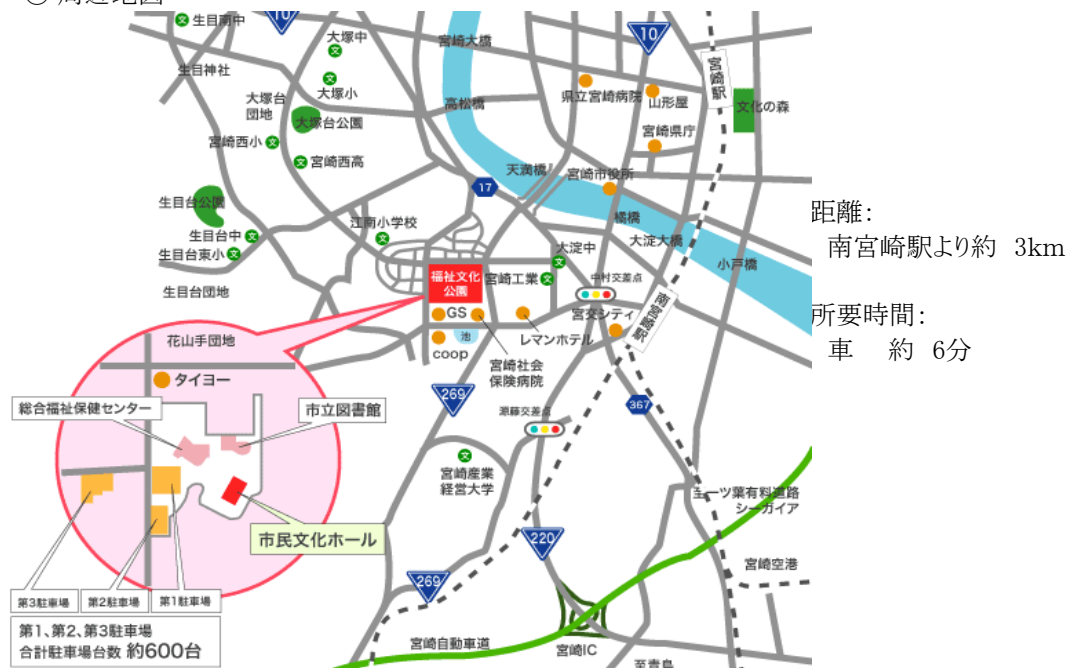 10
10
生目南中
大塚中
宮崎大橋
宮崎駅
生目神社
大塚小
県立宮崎病院
山形屋
大塚台
団地
高松橋
文化の森
大塚台公園
宮崎県庁
宮崎西小
宮崎西高
天満橋
宮崎市役所
17
生目台公園
橘橋
江南小学校
生目台中
大淀中
大淀大橋
生目台東小
小戸橋
福祉文化
公園
宮崎工業
中村交差点
生目台団地
南宮崎駅
GS
宮交シティ
池
レマンホテル
coop
宮崎社会
保険病院
花山手団地
タイヨー
269
367
総合福祉保健センター
市立図書館
源藤交差点
宮崎産業
経営大学
至一ツ葉有料道路
シーガイア
市民文化ホール
220
宮崎空港
269
第3駐車場
第2駐車場
第1駐車場
第1、第2、第3駐車場
合計駐車場台数 約600台
宮崎自動車道
宮崎IC
至青島
距離:
南宮崎駅より約 3km
所要時間:
車 約 6分